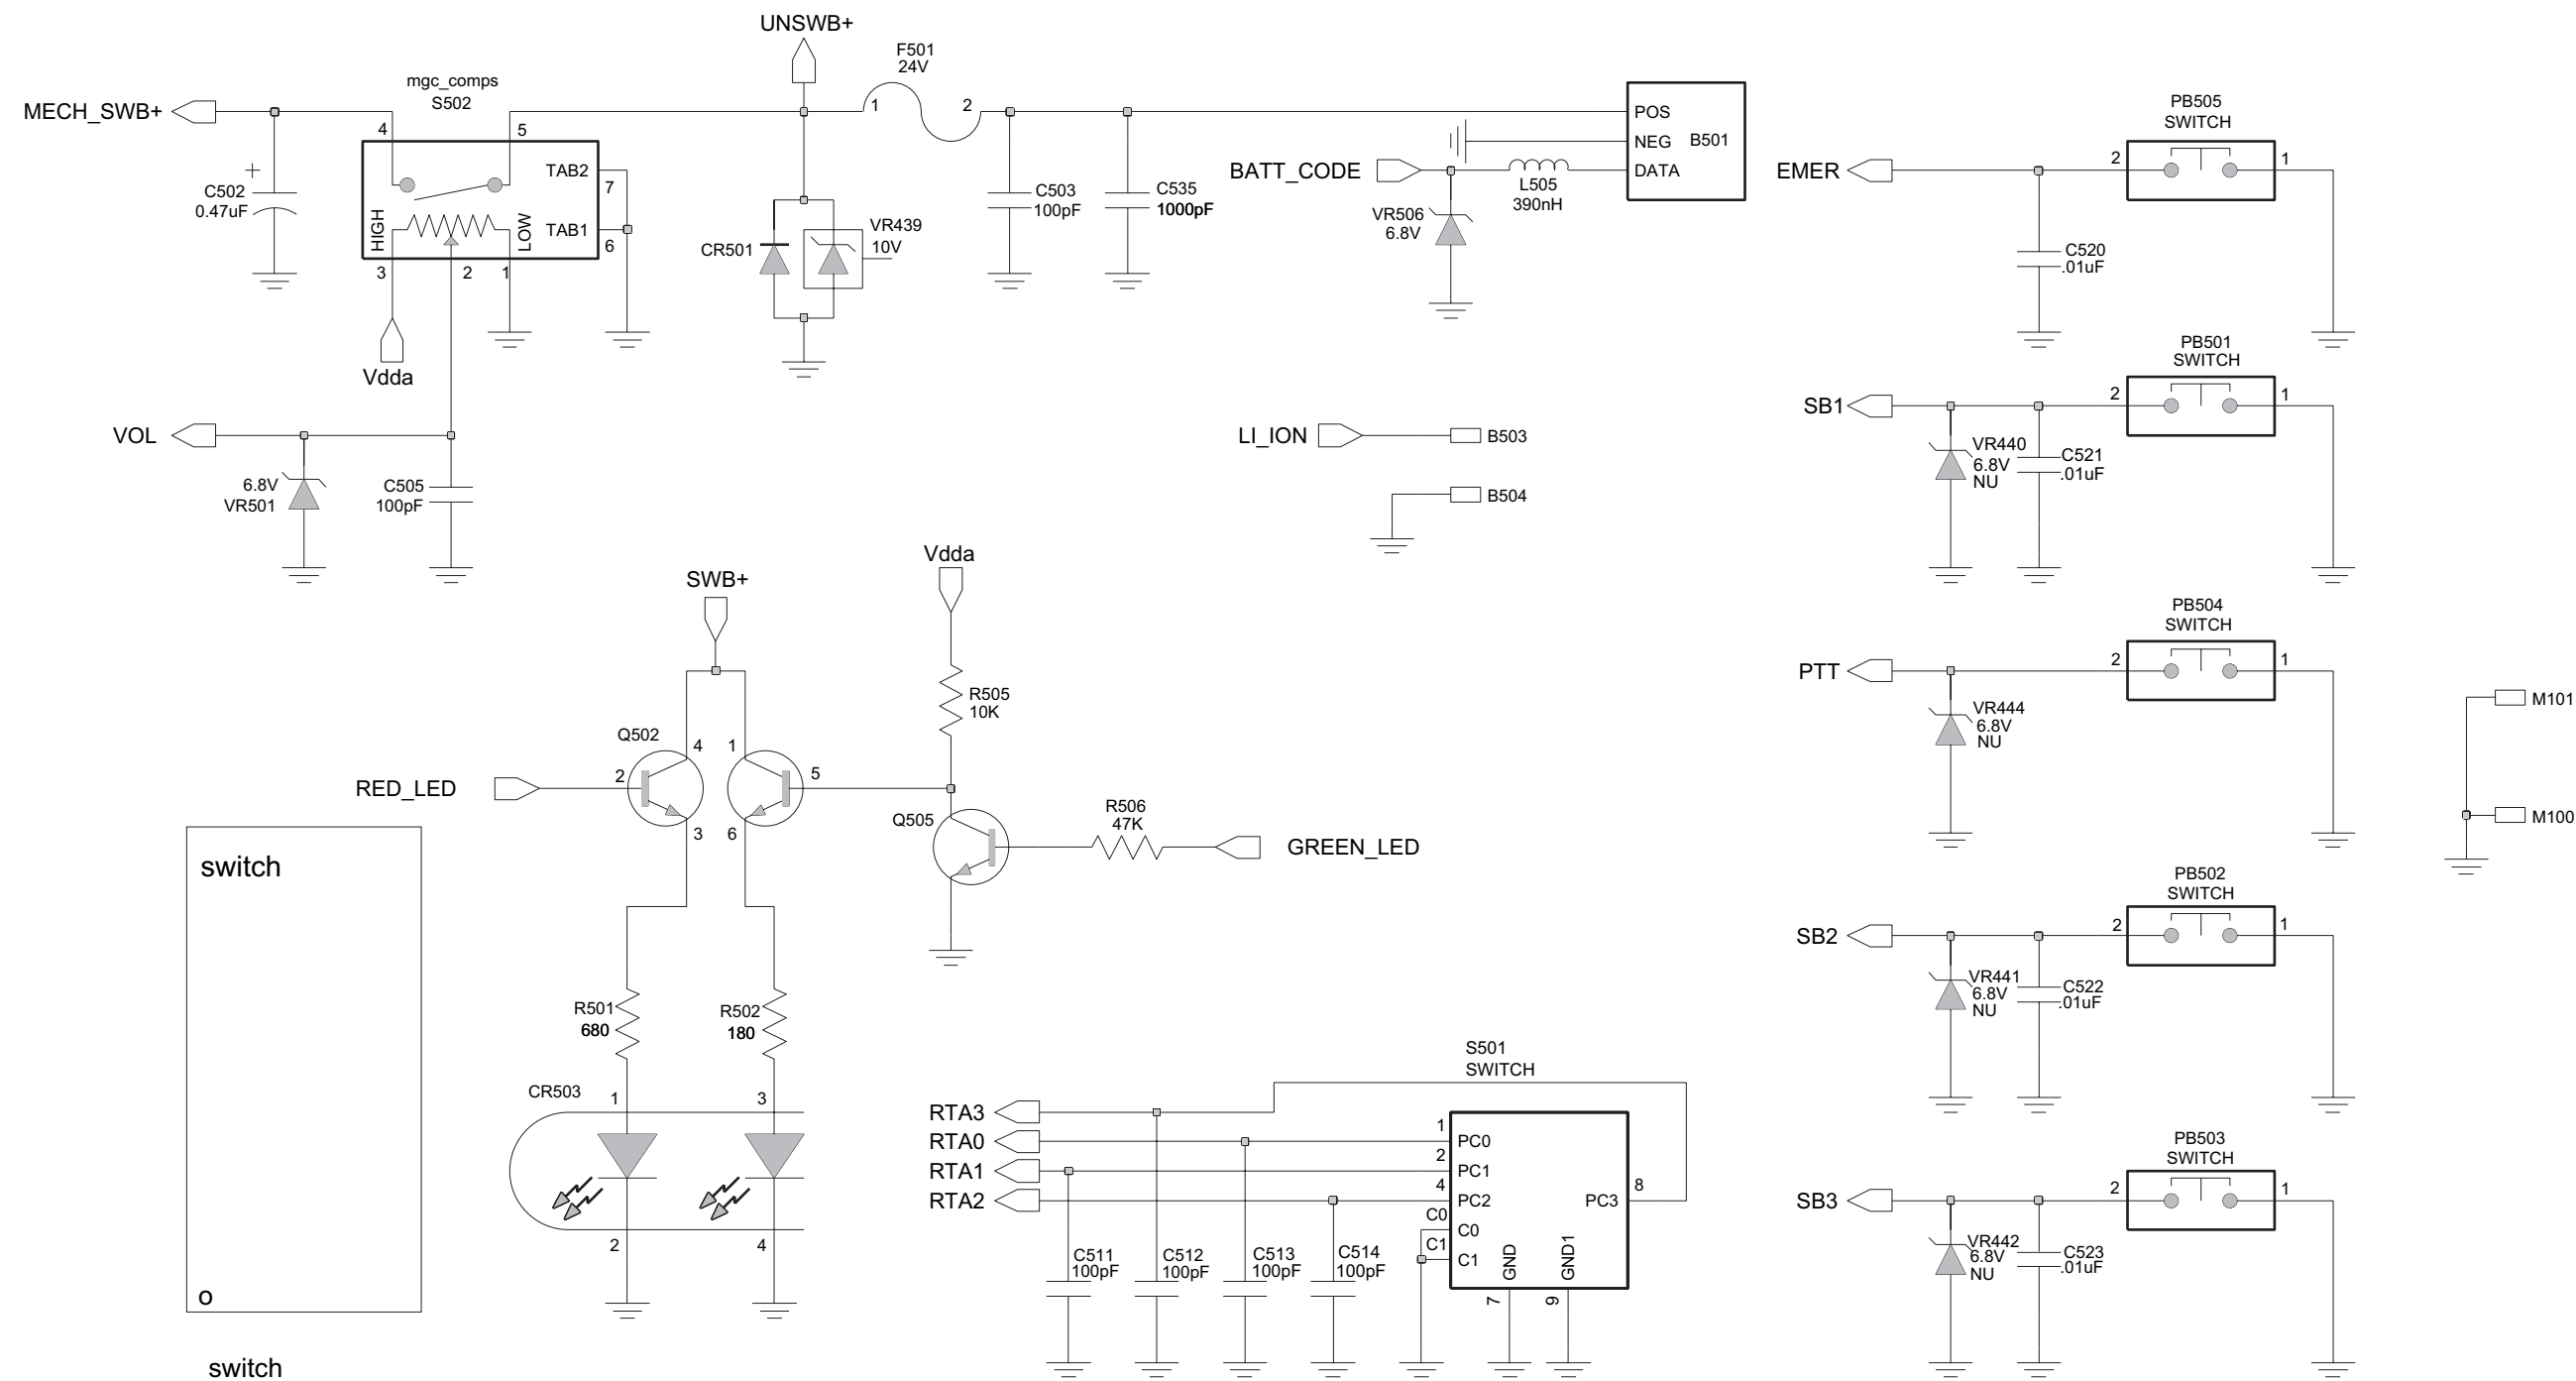 UNSWB+
F501
24V
mgc_comps
S502
MECH_SWB+
4
5
1
2
POS
NEG
DATA
B501
PB505
SWITCH
EMER
2
1
C520
.01uF
+
C502
0.47uF
HIGH
LOW
TAB2
7
TAB1
6
3
2
1
Vdda
CR501
VR439
10V
C503
100pF
C535
1000pF
BATT_CODE
L505
390nH
VR506
6.8V
PB501
SWITCH
SB1
2
1
VR440
6.8V
NU
C521
.01uF
VOL
6.8V
VR501
C505
100pF
LI_ION
B503
B504
SWB+
Vdda
R505
10K
PB504
SWITCH
PTT
2
1
VR444
6.8V
NU
M101
M100
Q502
4
1
RED_LED
2
5
3
6
Q505
R506
47K
GREEN_LED
switch
o
switch
PB502
SWITCH
SB2
2
1
VR441
6.8V
NU
C522
.01uF
R501
680
R502
180
CR503
1
3
2
4
S501
SWITCH
RTA3
RTA0
RTA1
RTA2
1
PC0
2
PC1
4
PC2
C0
C0
C1
C1
PC3
8
GND
GND1
7
9
C511
100pF
C512
100pF
C513
100pF
C514
100pF
PB503
SWITCH
SB3
2
1
VR442
6.8V
NU
C523
.01uF